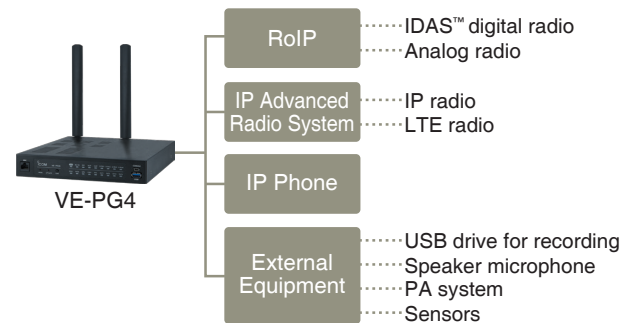 RoIP
IDAS™ digital radio
Analog radio
IP Advanced
Radio System
IP radio
LTE radio
VE-PG4
IP Phone
External
Equipment
USB drive for recording
Speaker microphone
PA system
Sensors